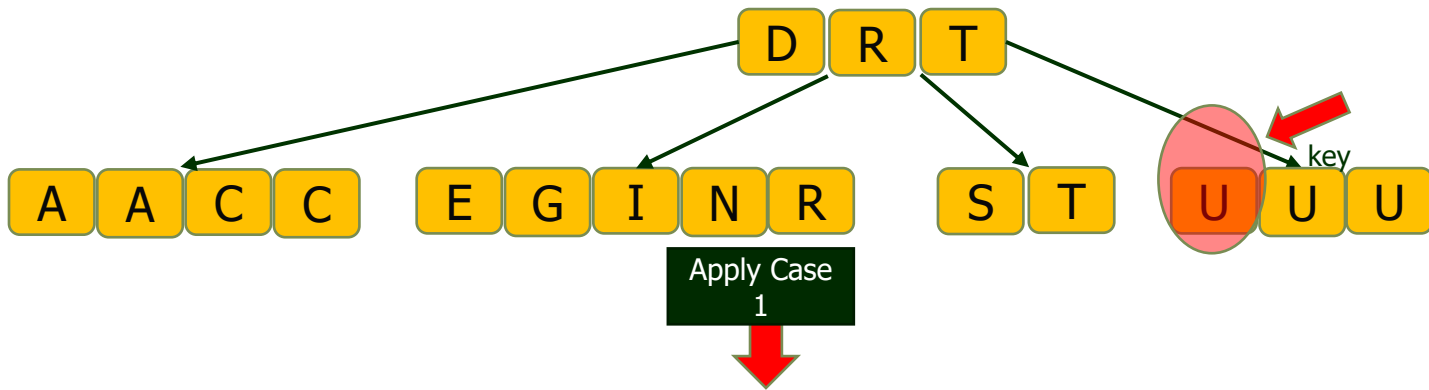 D R T
key
A A C C E G I N R S T U U U
Apply Case
1